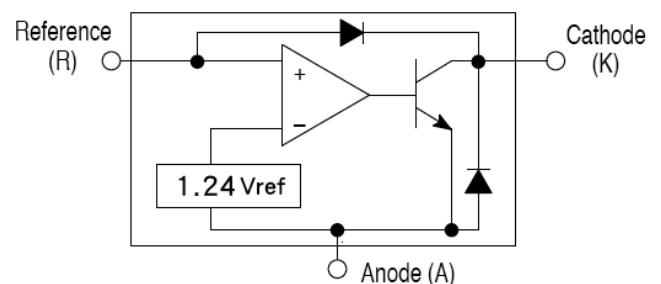 Reference
(R)
Cathode
(K)
+
−
1.24 Vref
Anode (A)